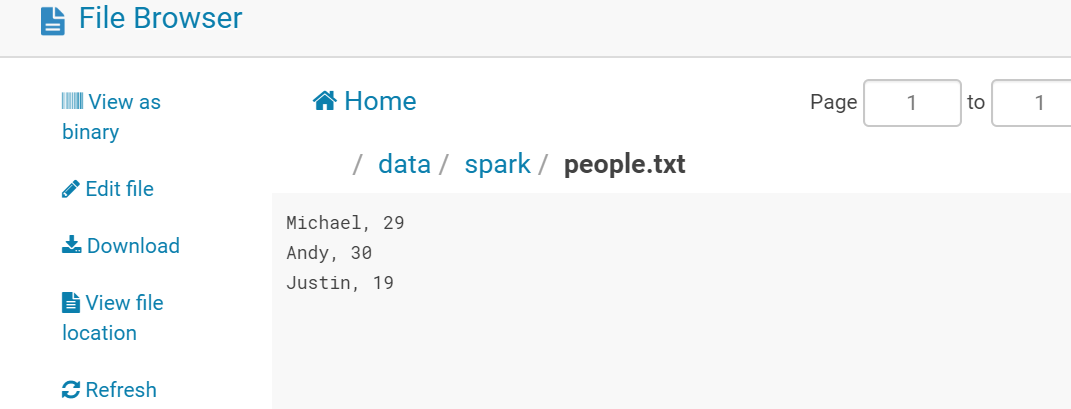 File Browser
View as
binary
Home
Page 1 to 1
Edit file
/ data / spark / people.txt
Download
Michael, 29
Andy, 30
Justin, 19
View file
location
Refresh